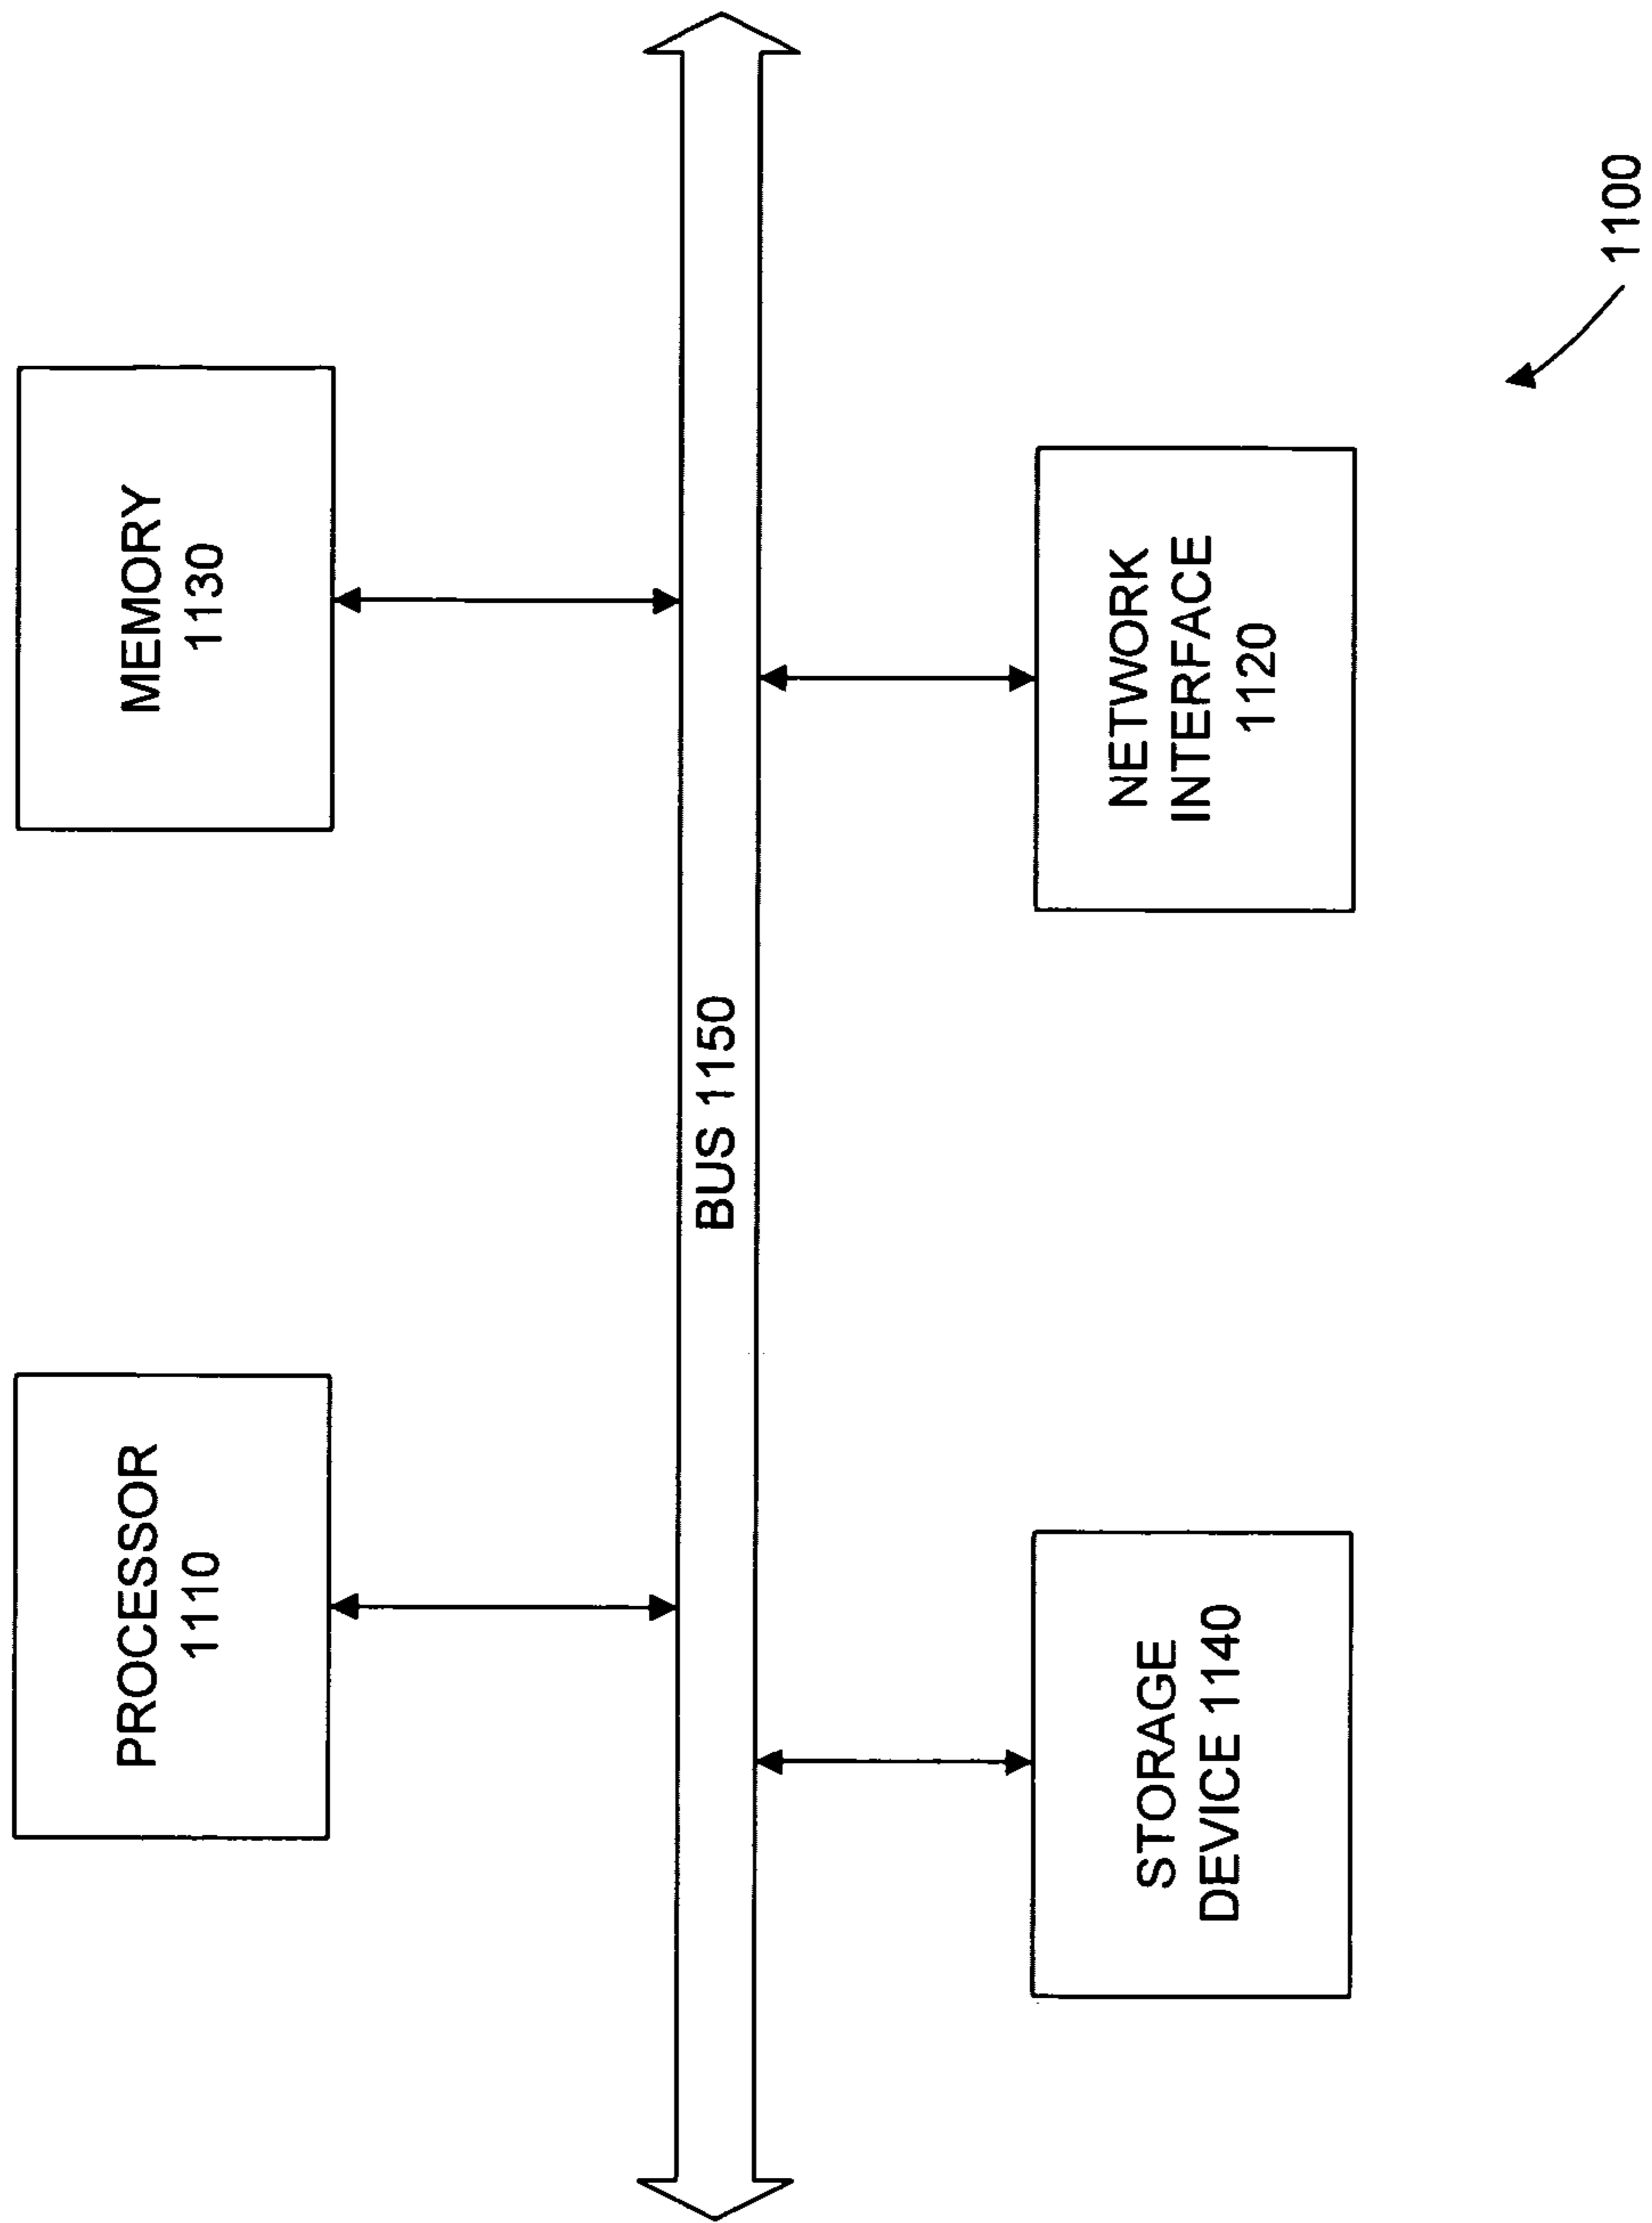 PROCESSOR
1110
MEMORY
1130
BUS 1150
STORAGE
DEVICE 1140
NETWORK
INTERFACE
1120
1100